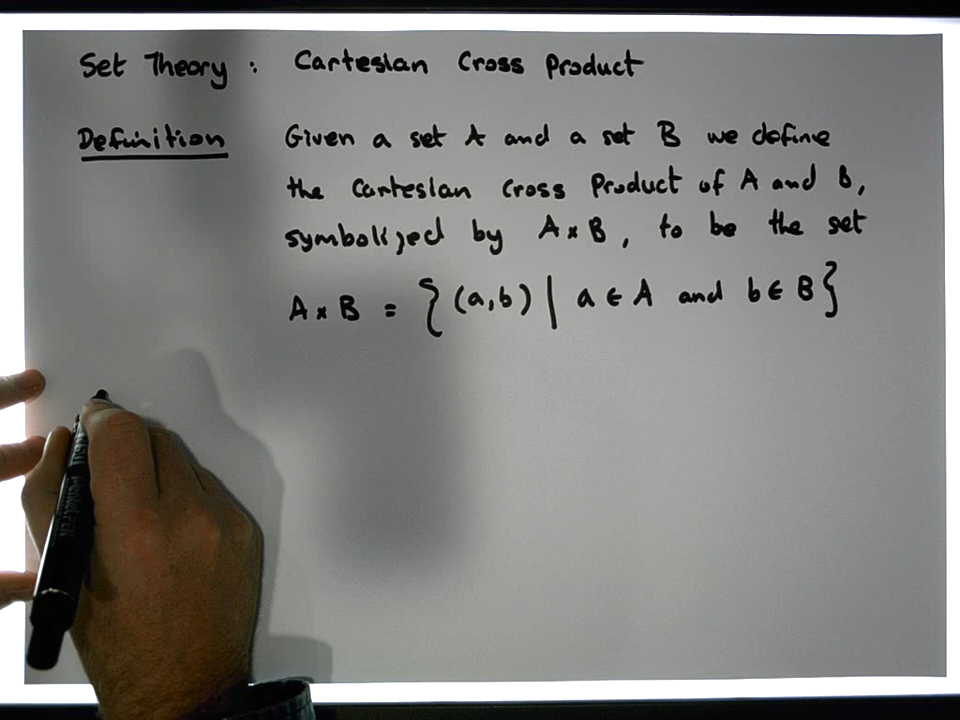 Set Theory : Cartesian Cross Product
Definition Given a set A and a set B we define
the Cartesian Cross Product of A and B,
symbolized by A × B, to be the set
A × B = {(a,b) | a ∈ A and b ∈ B}